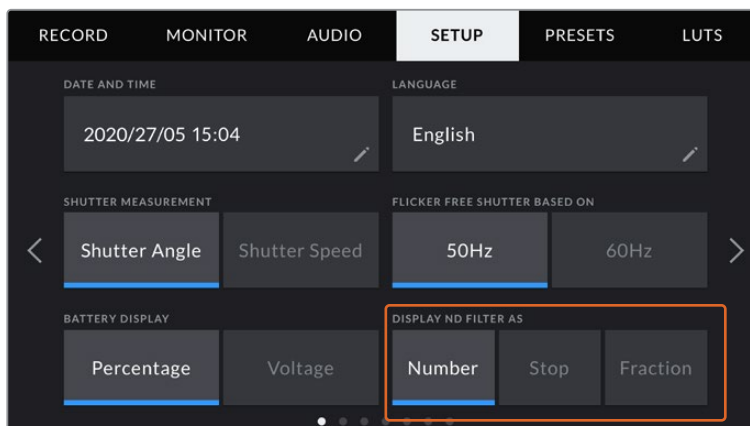 RECORD MONITOR AUDIO SETUP PRESETS LUTS
DATE AND TIME LANGUAGE
2020/27/05 15:04 English
SHUTTER MEASUREMENT FLICKER FREE SHUTTER BASED ON
Shutter Angle Shutter Speed 50Hz 60Hz
BATTERY DISPLAY DISPLAY ND FILTER AS
Percentage Voltage Number Stop Fraction